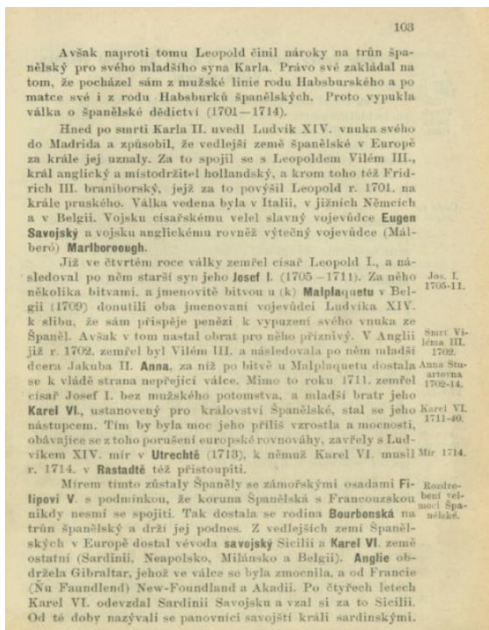 103
Avšak naproti tomu Leopold činil nároky na trůn špa-
nělský pro svého mladšího syna Karla. Právo své zakládal na
tom, že pocházel sám z mužské linie rodu Habsburského a po
matce své i z rodu Habsburků španělských. Proto vypukla
válka o španělské dědictví (1701—1714).
Hned po smrti Karla II. uvedl Ludvík XIV. vnuka svého
do Madrida a způsobil, že vedlejší země španělské v Europě
za krále jej uznaly. Za to spojil se s Leopoldem Vilém III.,
král anglický a místodržitel hollandský, a krom toho též Frid-
rich III. braniborský, jejž za to povýšil Leopold r. 1701. na
krále pruského. Válka vedena byla v Italii, v jižních Němcích
a v Belgii. Vojsku císařskému velel slavný vojevůdce Eugen
Savojský a vojsku anglickému rovněž výtečný vojevůdce (Mál-
beró) Marlboroough.
Již ve čtvrtém roce války zemřel císař Leopold I., a ná-
sledoval po něm starší syn jeho Josef I. (1705—1711). Za něho
několika bitvami, a jmenovitě bitvou u (k) Malplaquetu v Bel-
gii (1709) donutili oba jmenovaní vojevůdci Ludvíka XIV.
k slibu, že sám přispěje penězi k vypuzení svého vnuka ze
Španěl. Avšak v tom nastal obrat pro něho příznivý. V Anglii
již r. 1702. zemřel byl Vilém III. a následovala po něm mladší
dcera Jakuba II. Anna, za níž po bitvě u Malplaquetu dostala
se k vládě strana nepřející válce. Mimo to roku 1711. zemřel
císař Josef I. bez mužského potomstva, a mladší bratr jeho
Karel VI., ustanovený pro království Španělské, stal se jeho
nástupcem. Tím by byla moc jeho příliš vzrostla a mocnosti,
obávajíce se z toho porušení europské rovnováhy, zavřely s Lud-
víkem XIV. mír v Utrechtě (1713), k němuž Karel VI. musil
r. 1714. v Rastadtě též přistoupiti.
Mírem tímto zůstaly Španěly se zámořskými osadami Fi-
lipovi V. s podmínkou, že koruna Španělská s Francouzskou
nikdy nesmí se spojiti. Tak dostala se rodina Bourbonská na
trůn španělský a drží jej podnes. Z vedlejších zemí Španěl-
ských v Europě dostal vévoda savojský Sicilii a Karel VI. země
ostatní (Sardinii, Neapolsko, Milánsko a Belgii). Anglie ob-
držela Gibraltar, jehož ve válce se byla zmocnila, a od Francie
(Ňu Faundlend) New-Foundland a Akadii. Po čtyřech letech
Karel VI. odevzdal Sardinii Savojsku a vzal si za to Sicilii.
Od té doby nazývali se panovníci savojští králi sardinskými.
Jos. I.
1705-11.
Smrt Vi-
léma III.
1702.
Anna Stu-
artovna
1702-14.
Karel VI.
1711-40.
Mír 1714.
Rozdro-
bení vel-
moci Špa-
nělské.